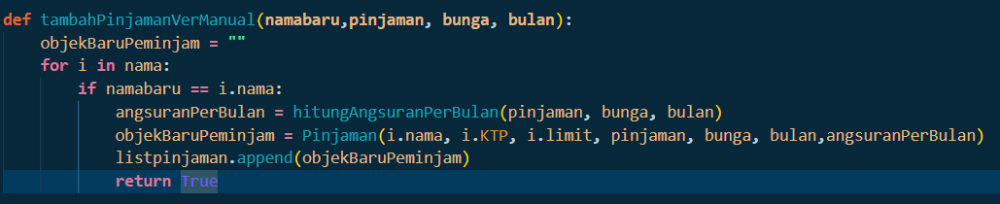 def tambahPinjamanVerManual(namabaru,pinjaman, bunga, bulan):
    objekBaruPeminjam = ""
    for i in nama:
        if namabaru == i.nama:
            angsuranPerBulan = hitungAngsuranPerBulan(pinjaman, bunga, bulan)
            objekBaruPeminjam = Pinjaman(i.nama, i.KTP, i.limit, pinjaman, bunga, bulan,angsuranPerBulan)
            listpinjaman.append(objekBaruPeminjam)
            return True